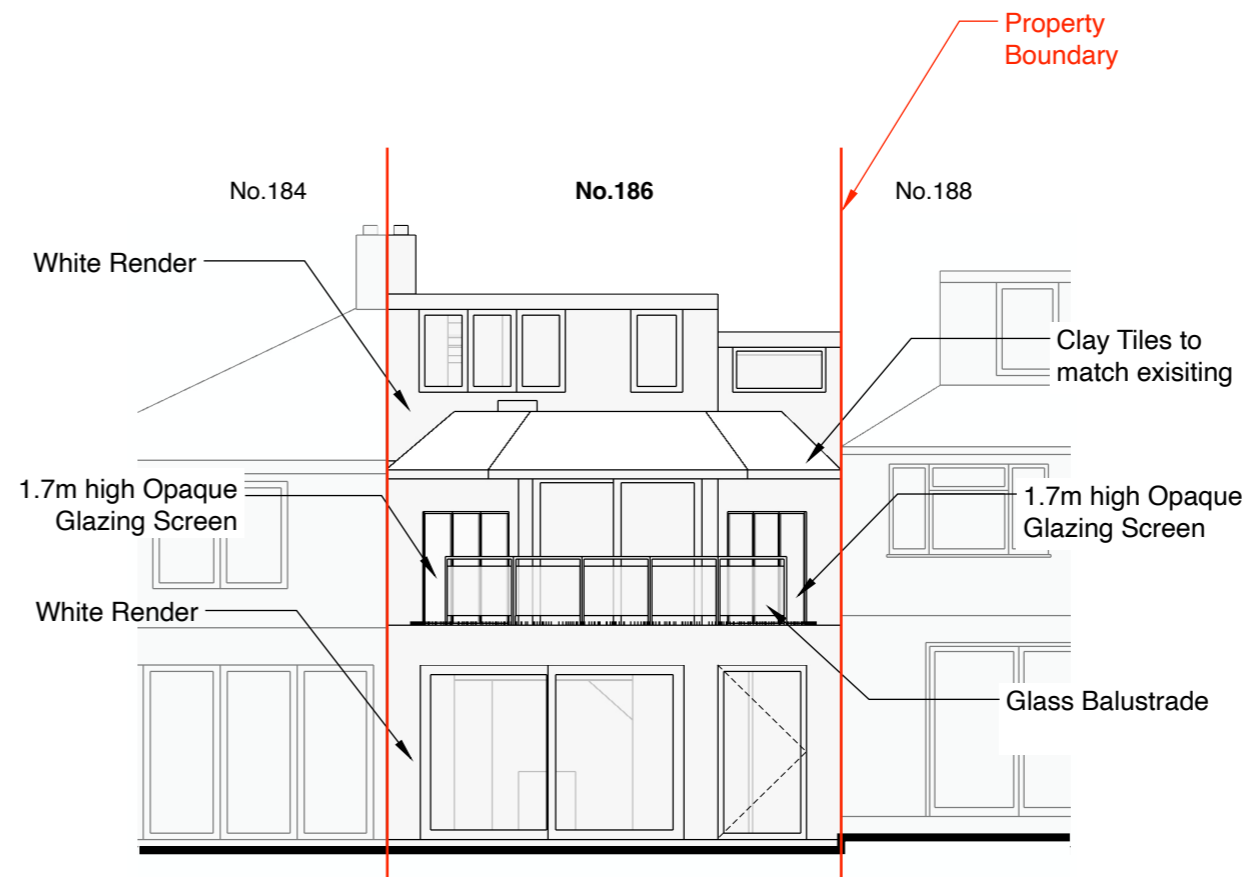 Property
Boundary
No.184
No.186
No.188
White Render
Clay Tiles to
match exisiting
1.7m high Opaque
Glazing Screen
1.7m high Opaque
Glazing Screen
White Render
Glass Balustrade